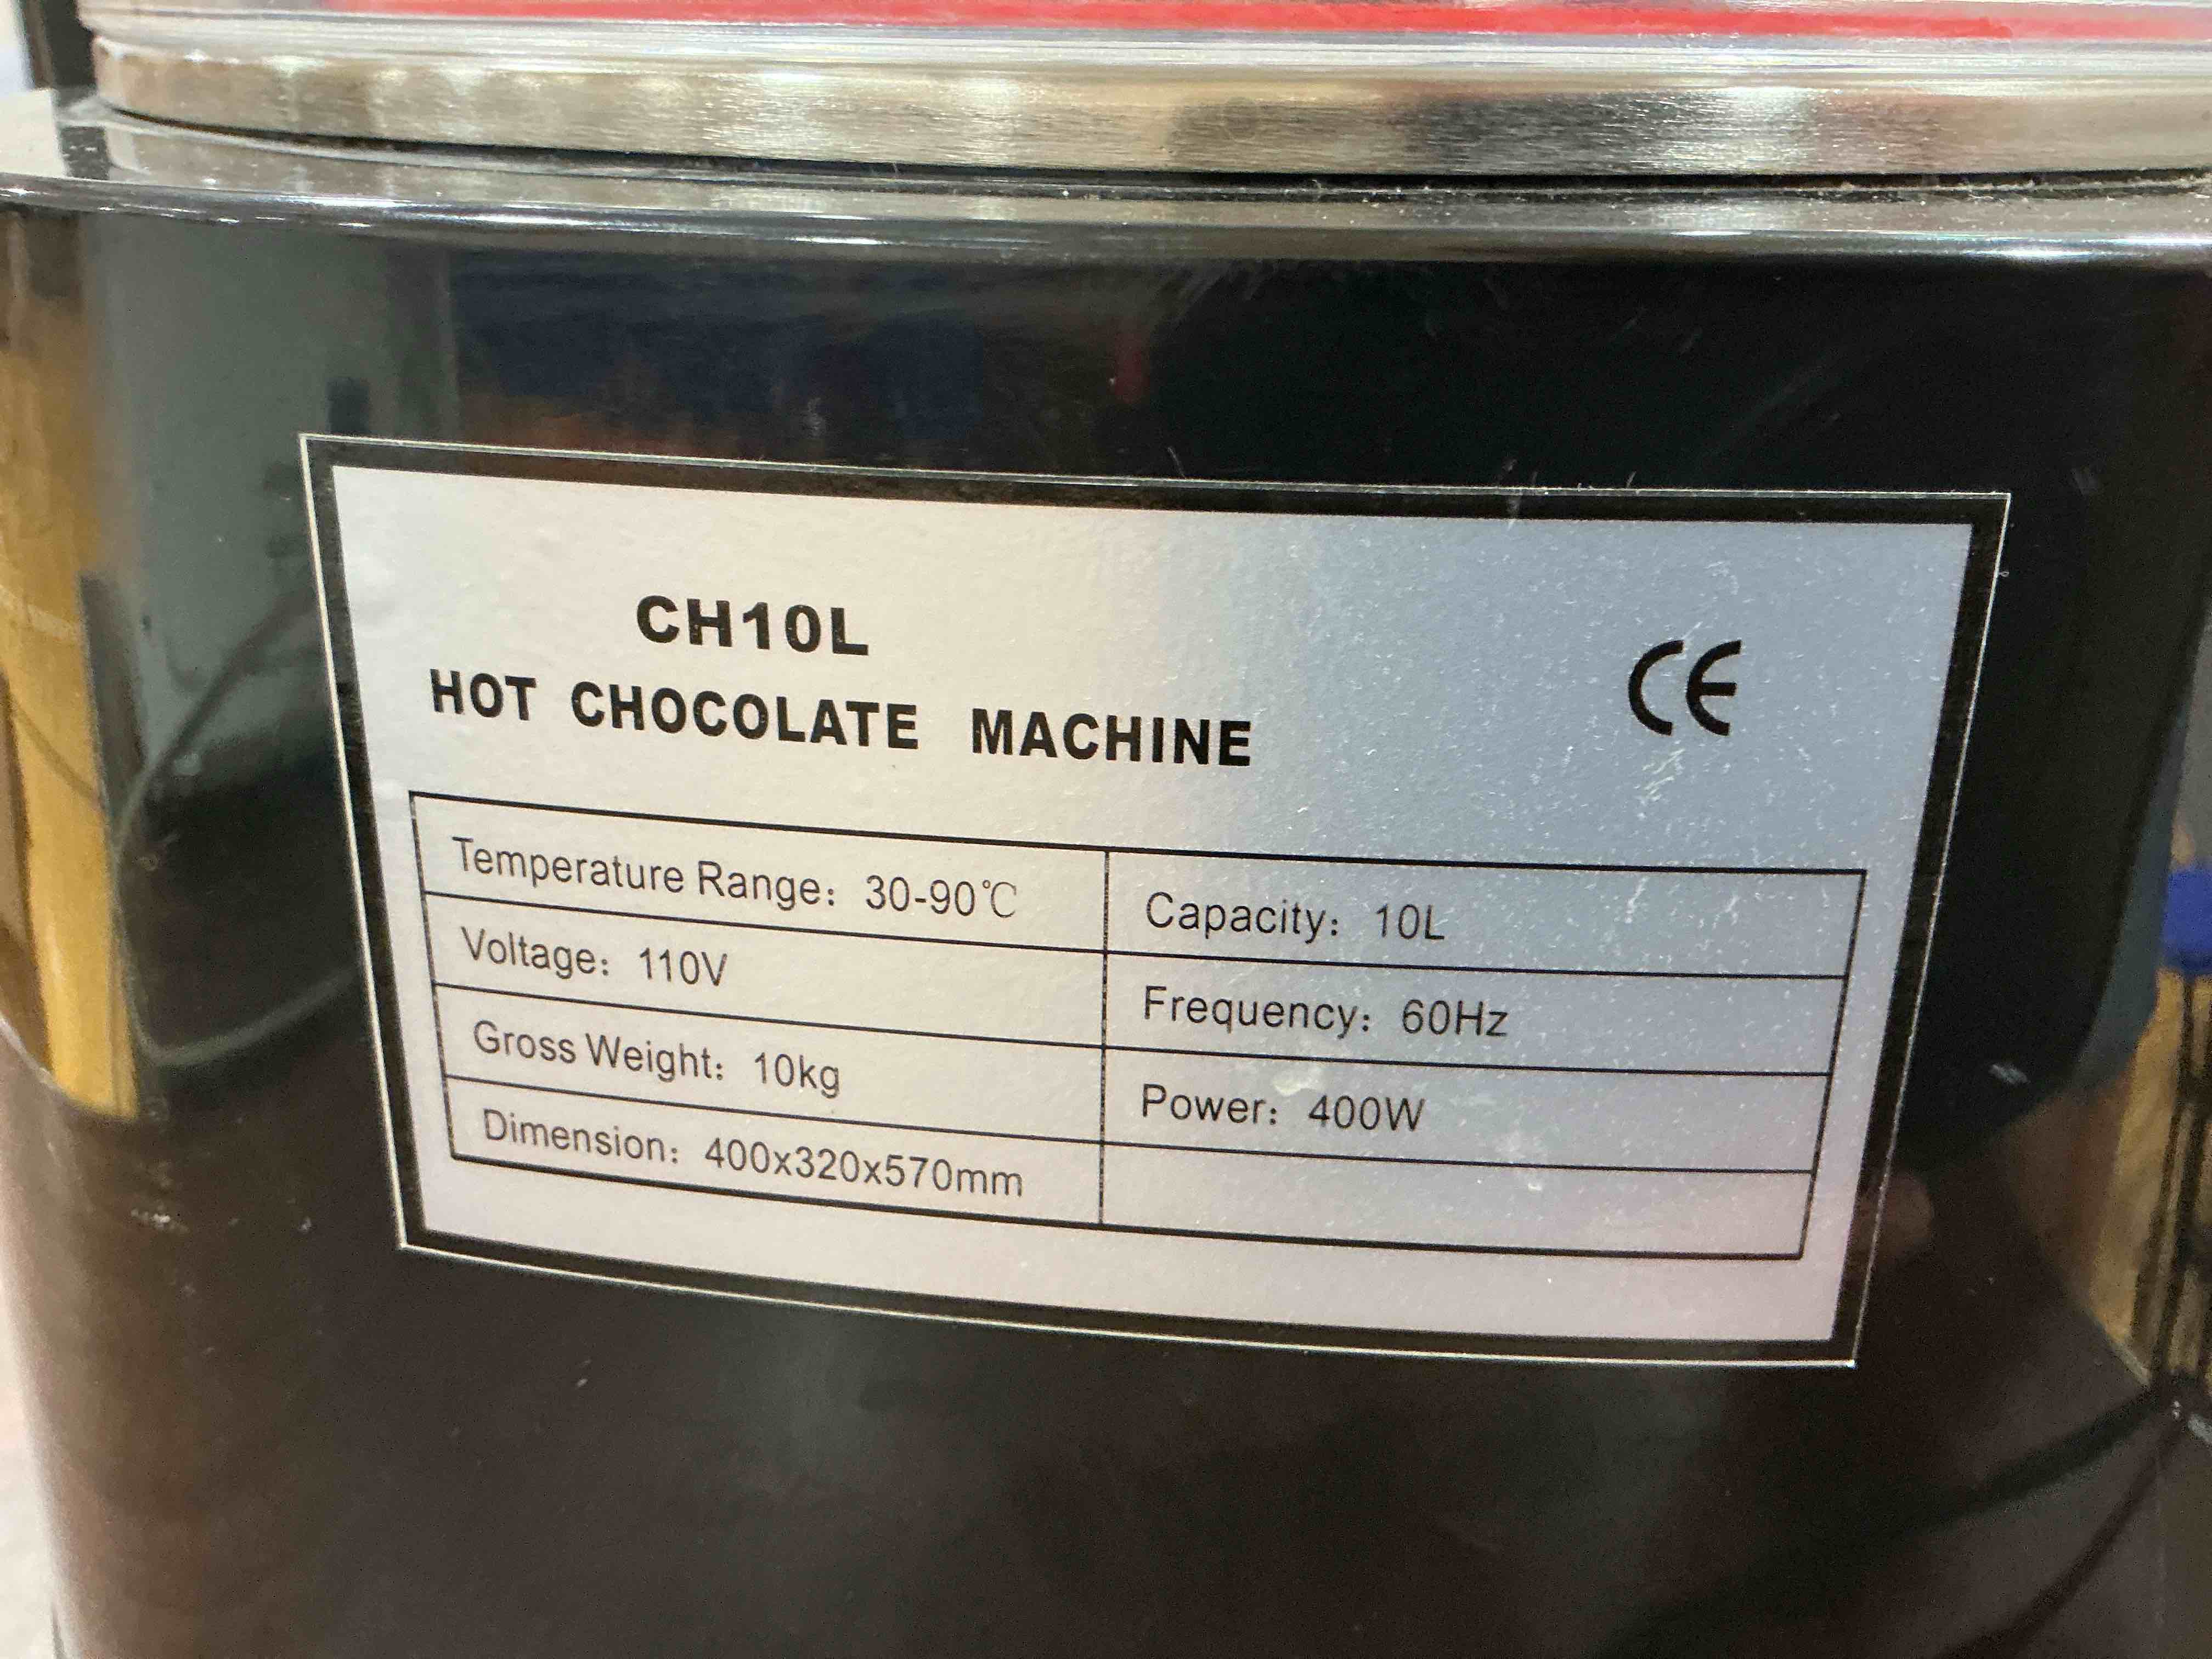 CH10L
HOT CHOCOLATE MACHINE
CE
Temperature Range: 30-90℃
Capacity: 10L
Voltage: 110V
Frequency: 60Hz
Gross Weight: 10kg
Power: 400W
Dimension: 400x320x570mm